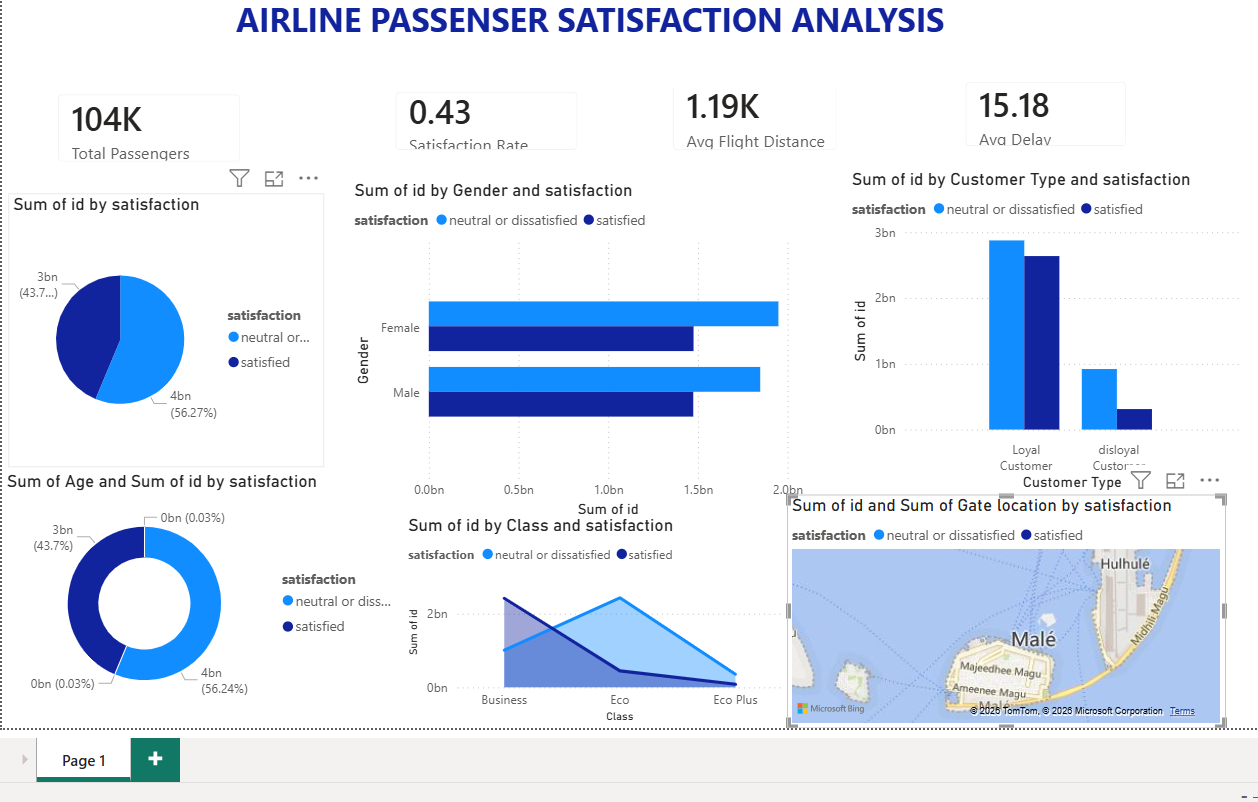 AIRLINE PASSENSER SATISFACTION ANALYSIS
104K
Total Passengers
0.43
Satisfaction Rate
1.19K
Avg Flight Distance
15.18
Avg Delay
Sum of id by satisfaction
3bn
(43.7...)
4bn
(56.27%)
satisfaction
neutral or...
satisfied
Sum of id by Gender and satisfaction
satisfaction neutral or dissatisfied satisfied
Gender
Female
Male
0.0bn 0.5bn 1.0bn 1.5bn 2.0bn
Sum of id
Sum of id by Customer Type and satisfaction
satisfaction neutral or dissatisfied satisfied
Sum of id
3bn
2bn
1bn
0bn
Loyal
Customer
disloyal
Customer
Customer Type
Sum of Age and Sum of id by satisfaction
0bn (0.03%)
3bn
(43.7%)
0bn (0.03%)
4bn
(56.24%)
satisfaction
neutral or diss...
satisfied
Sum of id by Class and satisfaction
satisfaction neutral or dissatisfied satisfied
Sum of id
2bn
0bn
Business Eco Eco Plus
Class
Sum of id and Sum of Gate location by satisfaction
satisfaction neutral or dissatisfied satisfied
Hulhulé
Midhili Magu
Malé
Majeedhee Magu
Ameenee Magu
Malé
Microsoft Bing
© 2026 TomTom, © 2026 Microsoft Corporation Terms
Page 1